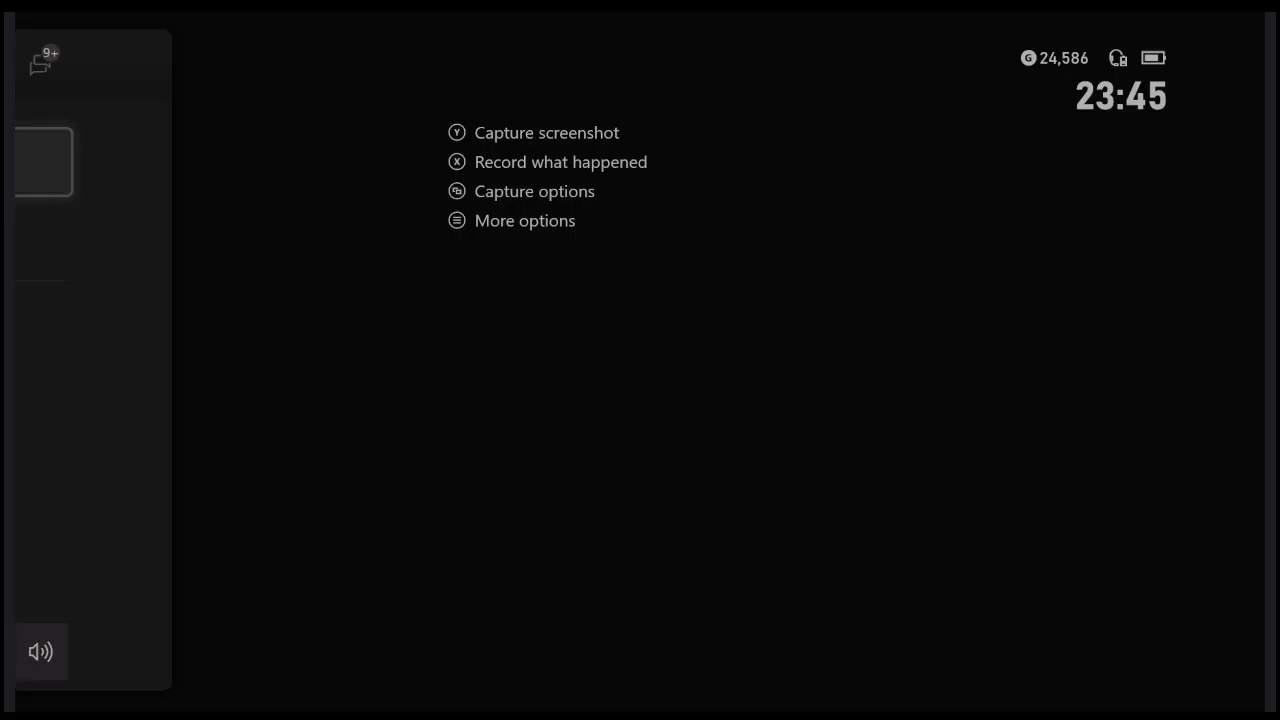 9+
G 24,586
23:45
Y Capture screenshot
X Record what happened
Capture options
More options